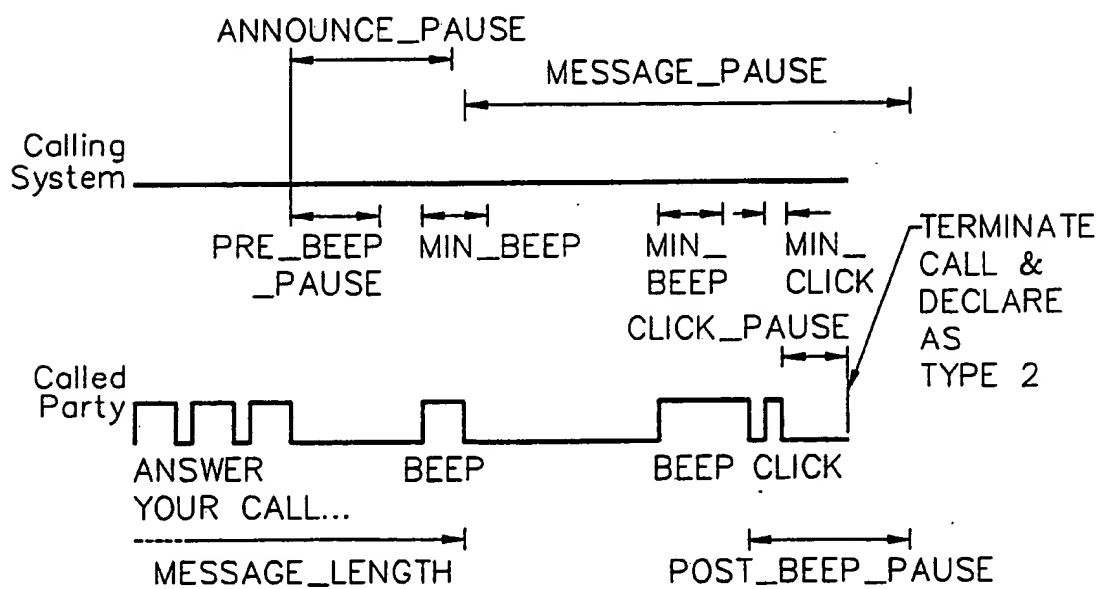 ANNOUNCE_PAUSE
MESSAGE_PAUSE
Calling
System
PRE_BEEP
_PAUSE
MIN_BEEP
MIN_
BEEP
MIN_
CLICK
TERMINATE
CALL &
DECLARE
AS
TYPE 2
CLICK_PAUSE
Called
Party
ANSWER
YOUR CALL...
BEEP
BEEP
CLICK
MESSAGE_LENGTH
POST_BEEP_PAUSE